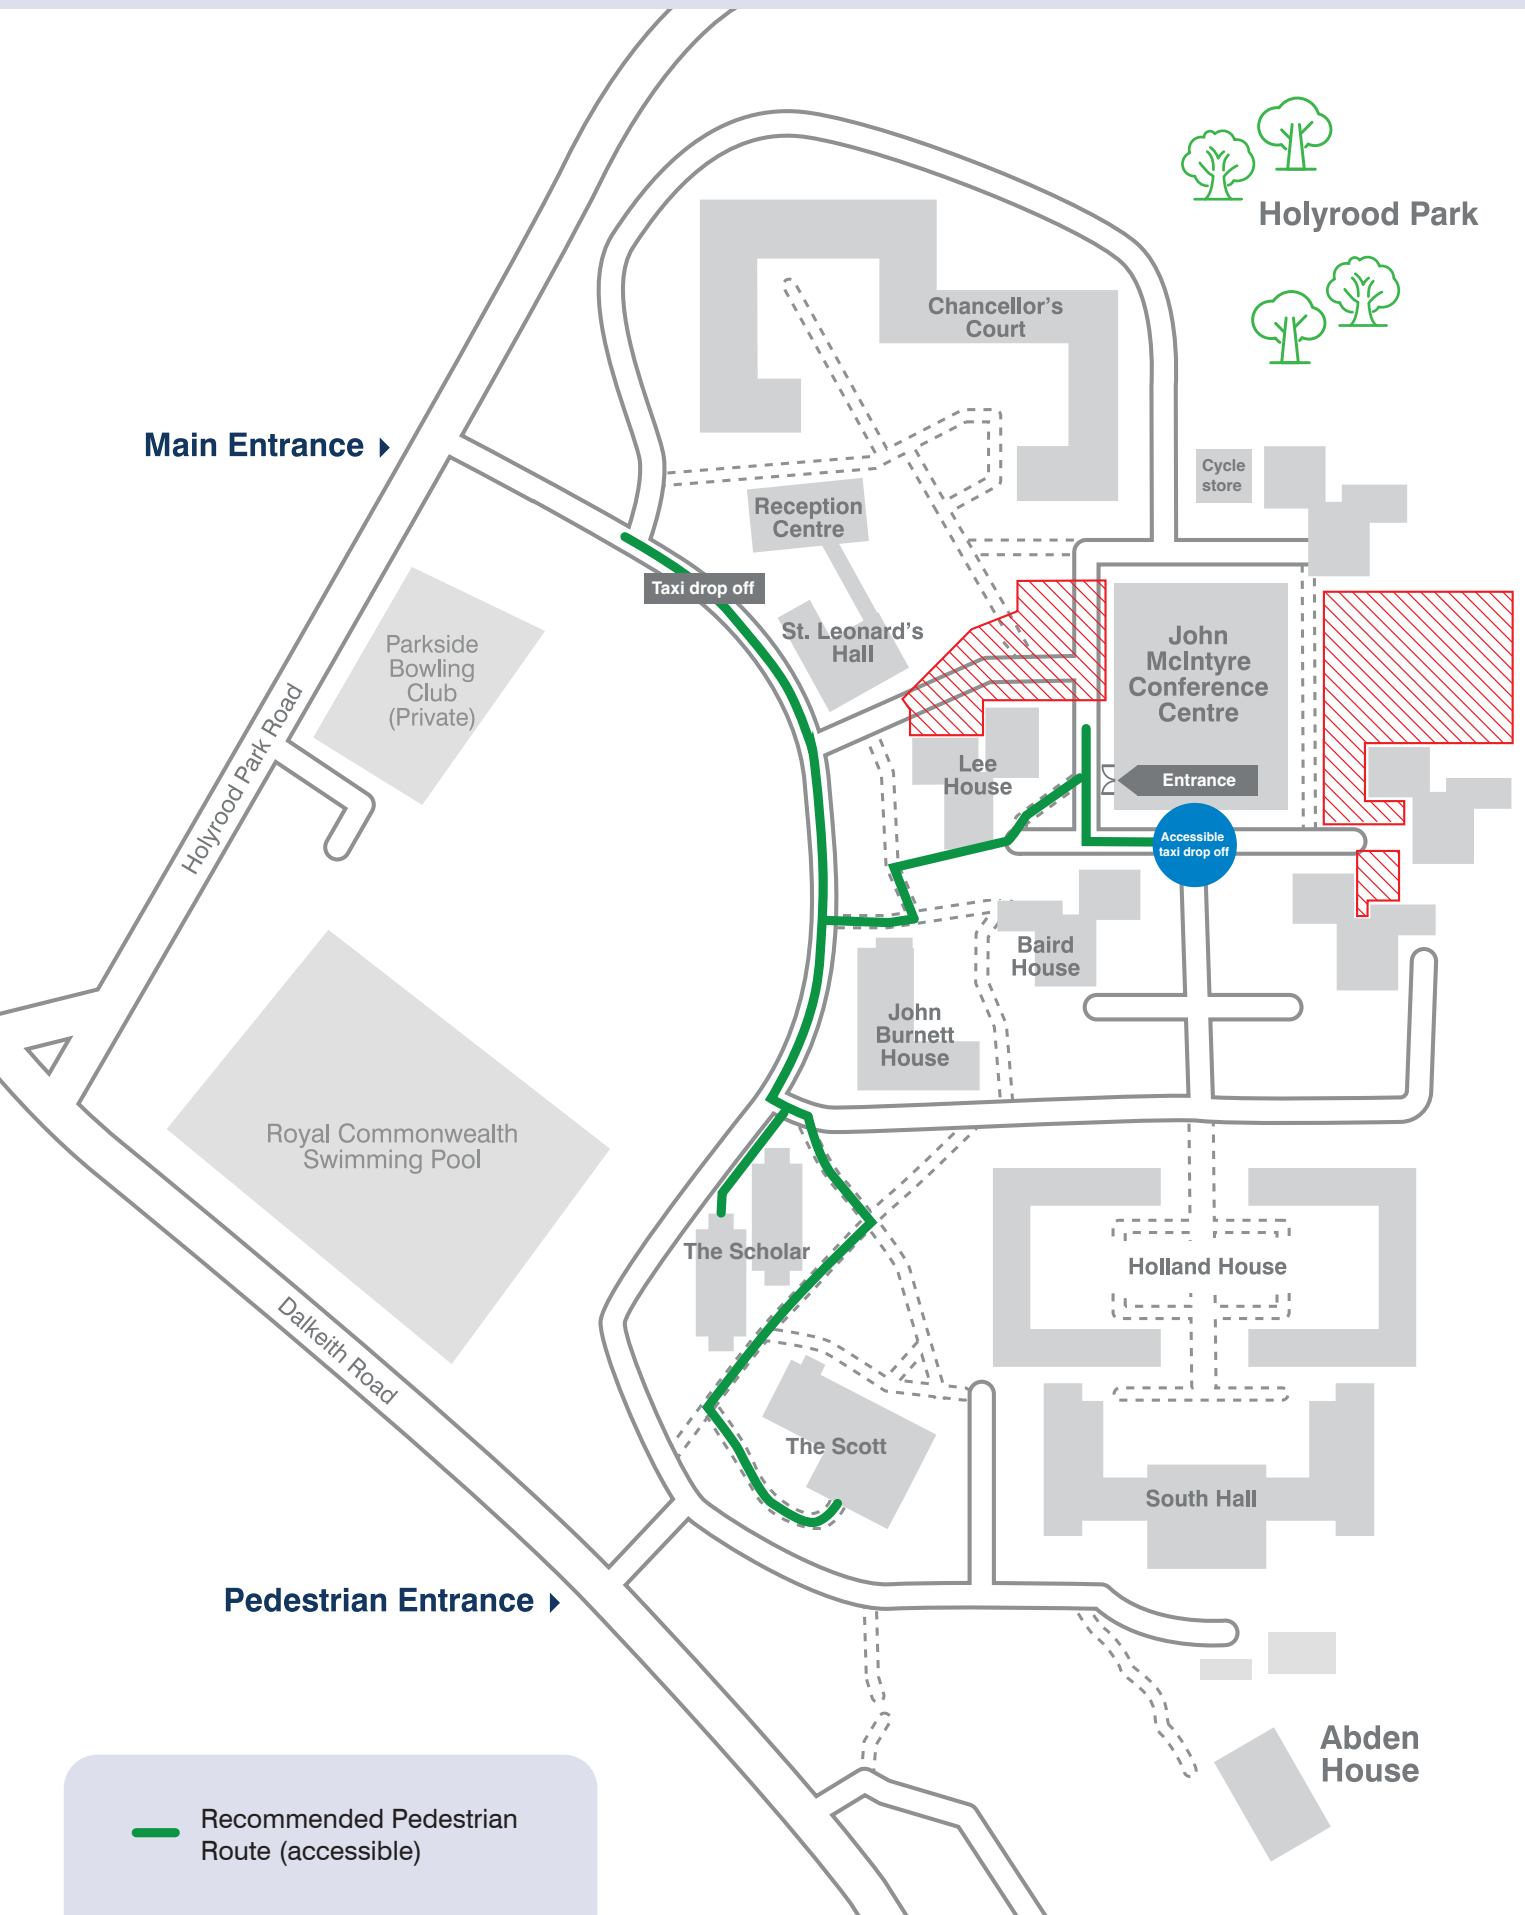 Holyrood Park
Chancellor's
Court
Main Entrance
Cycle
store
Reception
Centre
Taxi drop off
St. Leonard's
Hall
Parkside
Bowling
Club
(Private)
John
McIntyre
Conference
Centre
Holyrood Park Road
Lee
House
Entrance
Accessible
taxi drop off
Baird
House
John
Burnett
House
Royal Commonwealth
Swimming Pool
The Scholar
Holland House
Dalkeith Road
The Scott
South Hall
Pedestrian Entrance
Abden
House
Recommended Pedestrian
Route (accessible)